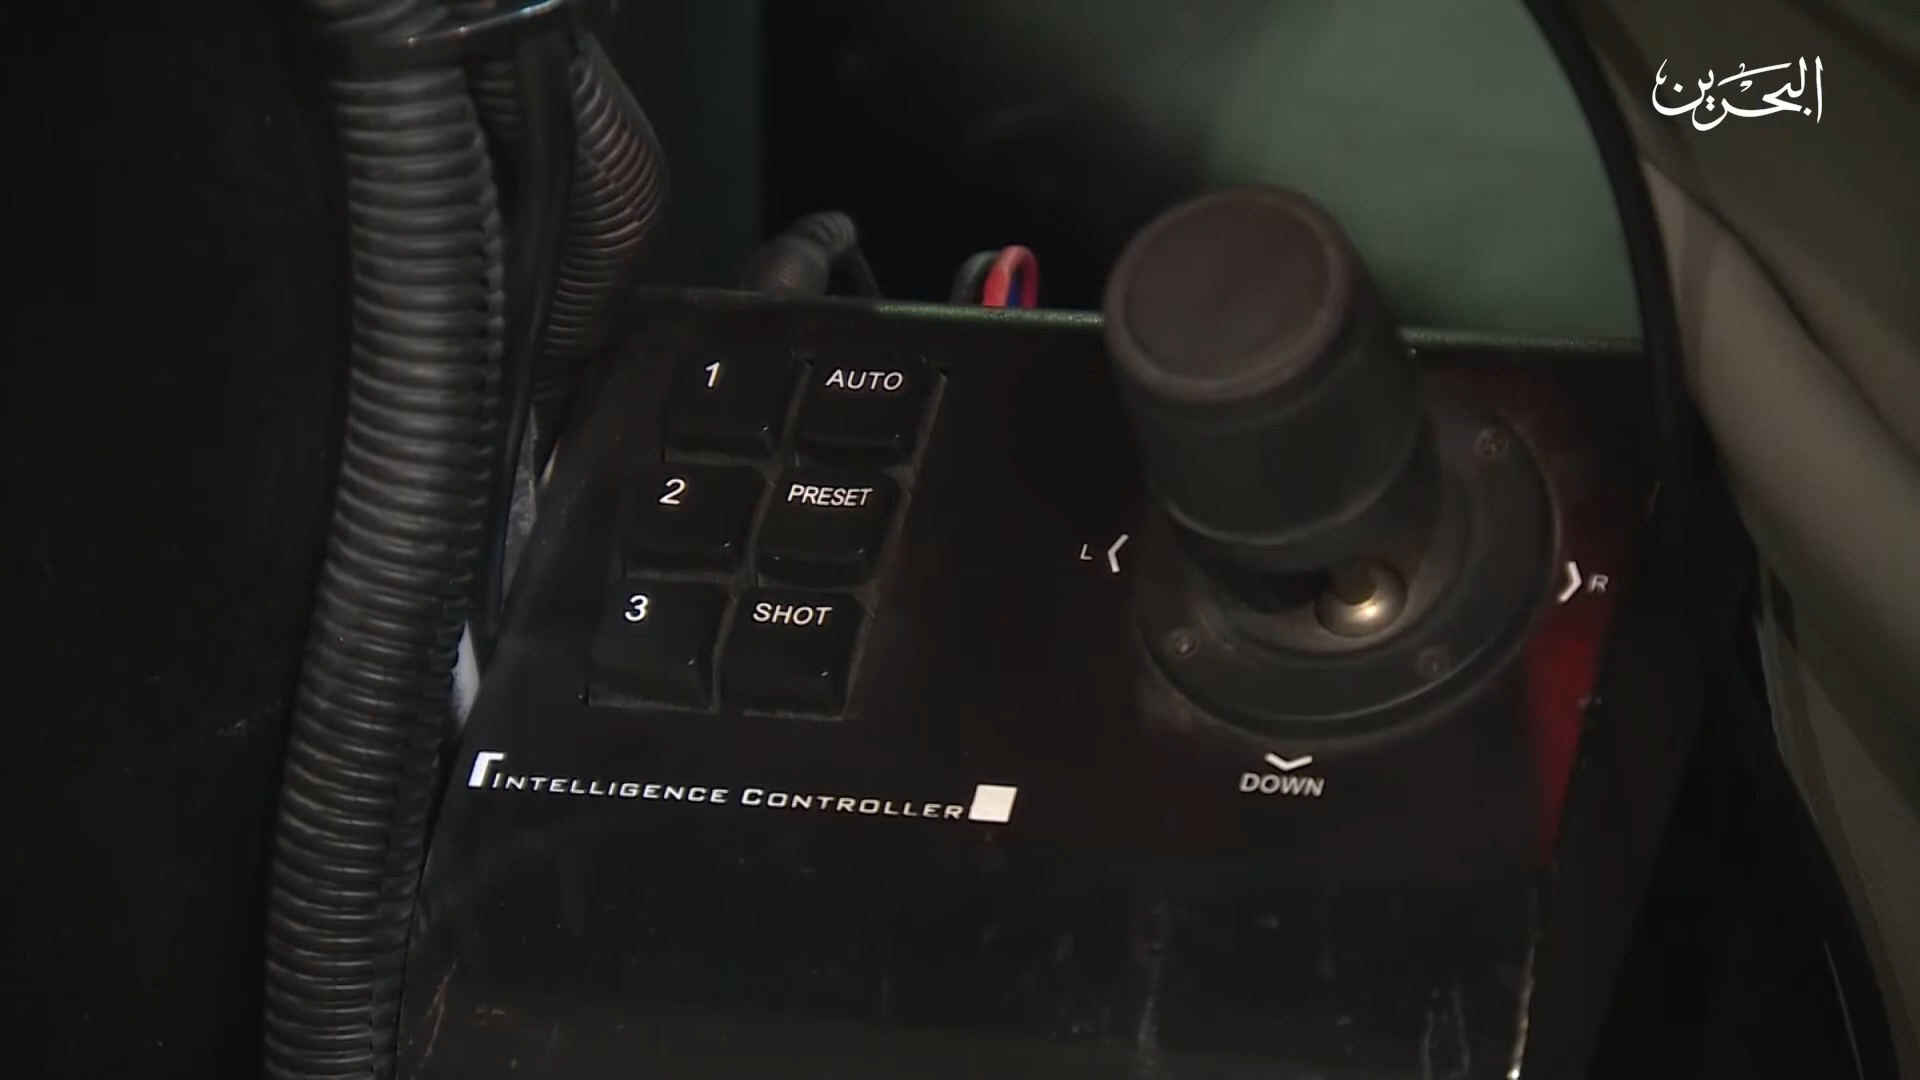 البحرين
1 AUTO
2 PRESET
3 SHOT
L R
INTELLIGENCE CONTROLLER
DOWN